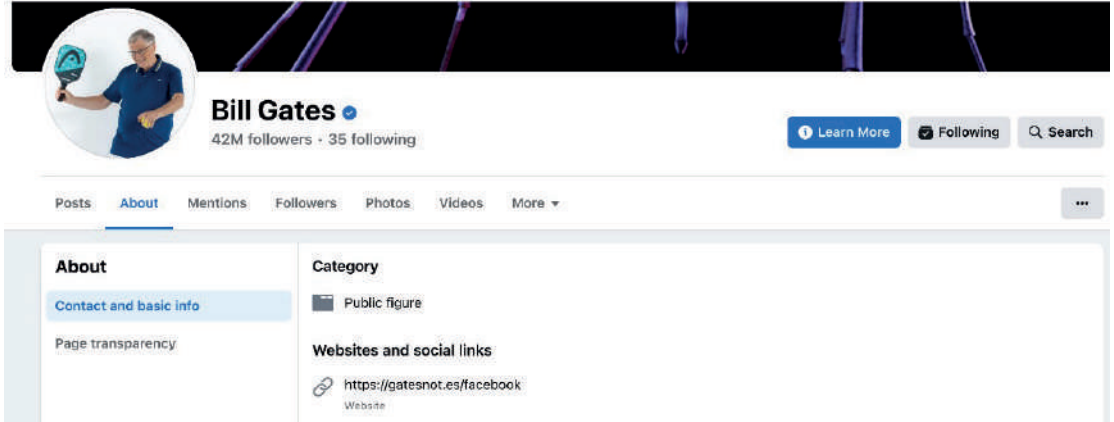 Bill Gates
42M followers • 35 following
Learn More
Following
Search
Posts
About
Mentions
Followers
Photos
Videos
More
About
Contact and basic info
Page transparency
Category
Public figure
Websites and social links
https://gatesnot.es/facebook
Website